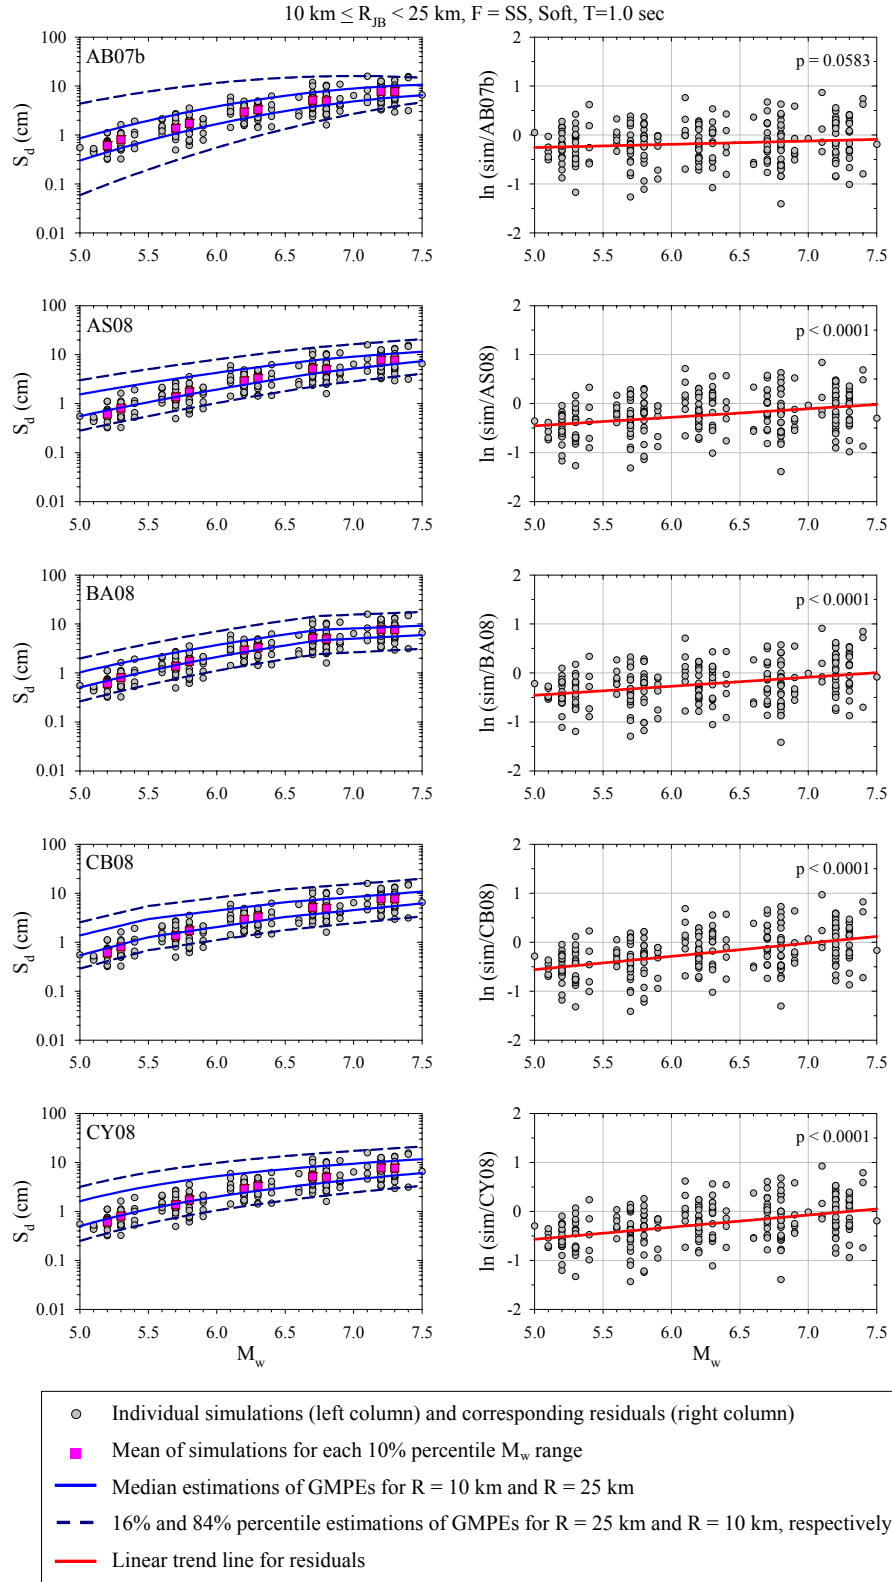 10 km ≤ R_JB < 25 km, F = SS, Soft, T=1.0 sec
AB07b
S_d (cm)
100
10
1
0.1
0.01
5.0 5.5 6.0 6.5 7.0 7.5
p = 0.0583
ln (sim/AB07b)
2
1
0
-1
-2
5.0 5.5 6.0 6.5 7.0 7.5
AS08
S_d (cm)
100
10
1
0.1
0.01
5.0 5.5 6.0 6.5 7.0 7.5
p < 0.0001
ln (sim/AS08)
2
1
0
-1
-2
5.0 5.5 6.0 6.5 7.0 7.5
BA08
S_d (cm)
100
10
1
0.1
0.01
5.0 5.5 6.0 6.5 7.0 7.5
p < 0.0001
ln (sim/BA08)
2
1
0
-1
-2
5.0 5.5 6.0 6.5 7.0 7.5
CB08
S_d (cm)
100
10
1
0.1
0.01
5.0 5.5 6.0 6.5 7.0 7.5
p < 0.0001
ln (sim/CB08)
2
1
0
-1
-2
5.0 5.5 6.0 6.5 7.0 7.5
CY08
S_d (cm)
100
10
1
0.1
0.01
5.0 5.5 6.0 6.5 7.0 7.5
M_w
p < 0.0001
ln (sim/CY08)
2
1
0
-1
-2
5.0 5.5 6.0 6.5 7.0 7.5
M_w
Individual simulations (left column) and corresponding residuals (right column)
Mean of simulations for each 10% percentile M_w range
Median estimations of GMPEs for R = 10 km and R = 25 km
16% and 84% percentile estimations of GMPEs for R = 25 km and R = 10 km, respectively
Linear trend line for residuals